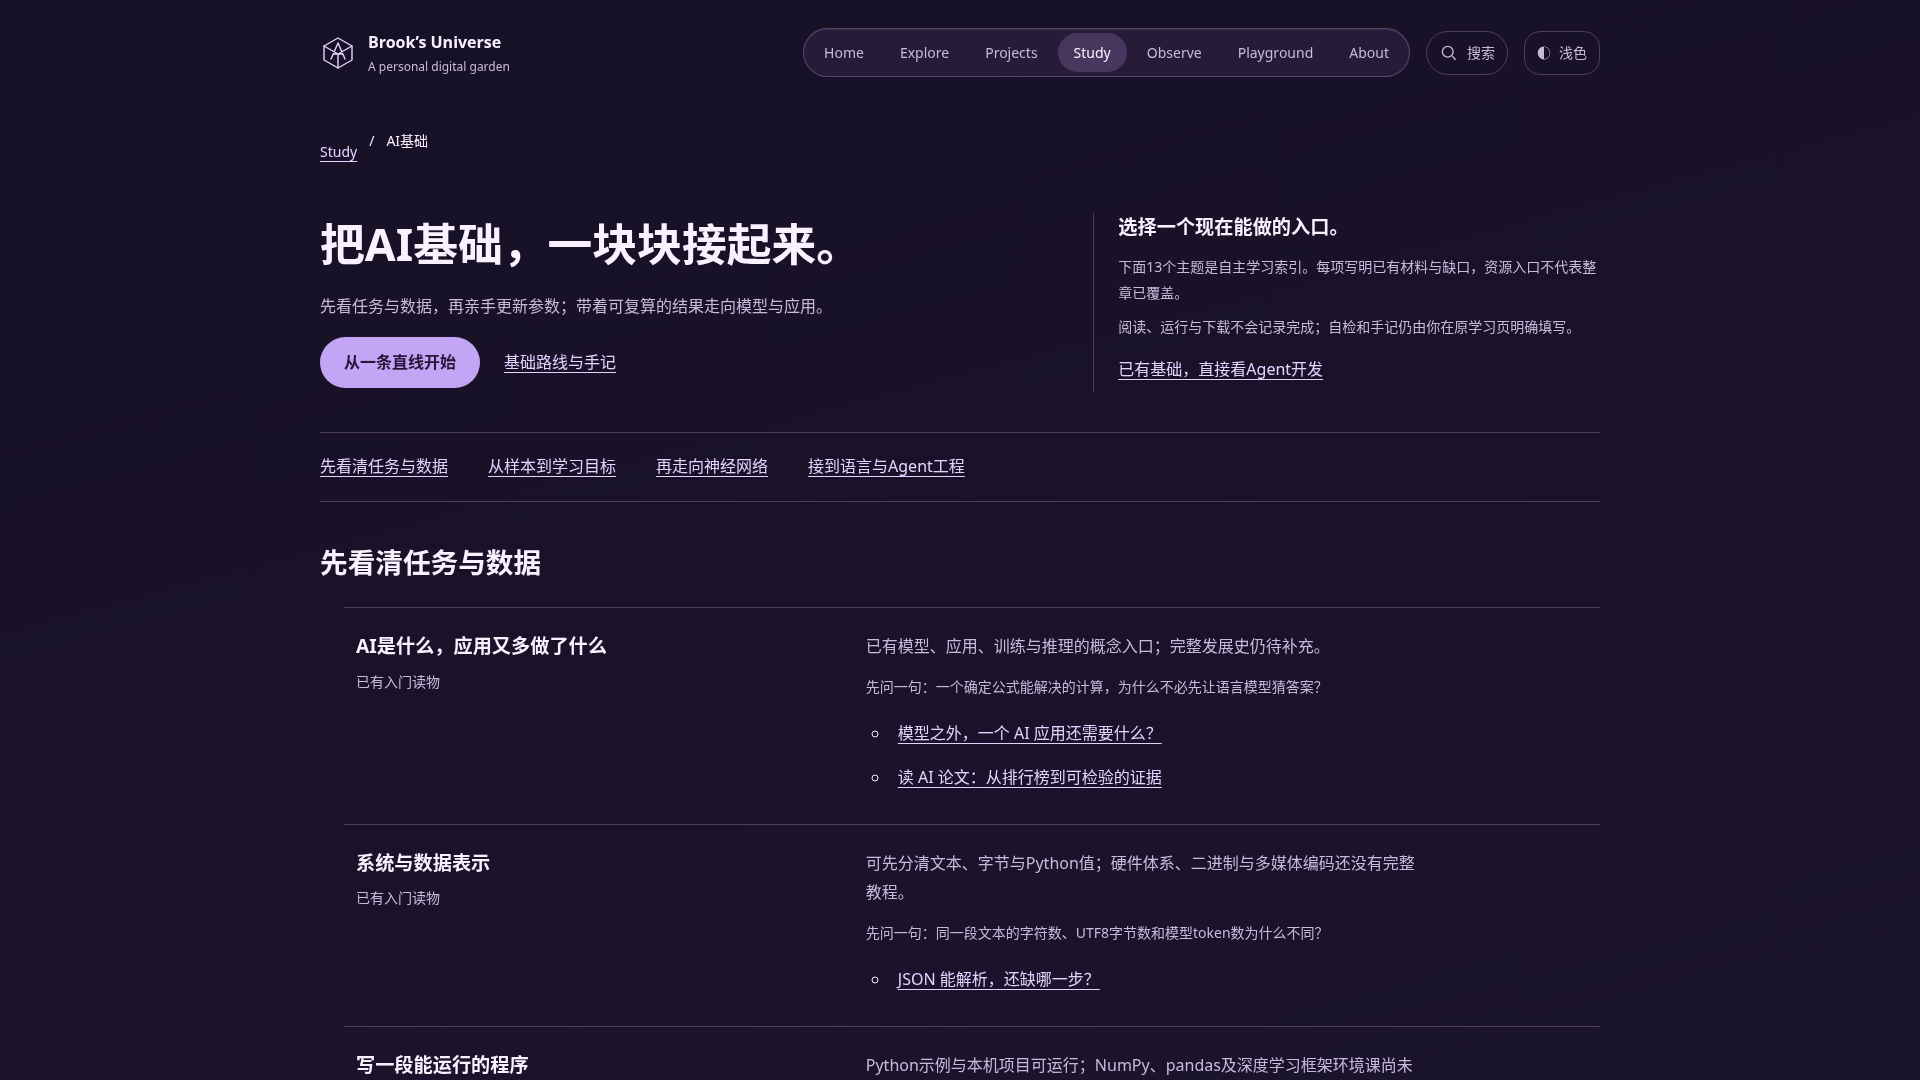 Brook’s Universe
A personal digital garden
Home
Explore
Projects
Study
Observe
Playground
About
搜索
浅色
Study / AI基础
把AI基础，一块块接起来。
先看任务与数据，再亲手更新参数；带着可复算的结果走向模型与应用。
从一条直线开始
基础路线与手记
选择一个现在能做的入口。
下面13个主题是自主学习索引。每项写明已有材料与缺口，资源入口不代表整
章已覆盖。
阅读、运行与下载不会记录完成；自检和手记仍由你在原学习页明确填写。
已有基础，直接看Agent开发
先看清任务与数据
从样本到学习目标
再走向神经网络
接到语言与Agent工程
先看清任务与数据
AI是什么，应用又多做了什么
已有入门读物
已有模型、应用、训练与推理的概念入口；完整发展史仍待补充。
先问一句：一个确定公式能解决的计算，为什么不必先让语言模型猜答案？
模型之外，一个 AI 应用还需要什么？
读 AI 论文：从排行榜到可检验的证据
系统与数据表示
已有入门读物
可先分清文本、字节与Python值；硬件体系、二进制与多媒体编码还没有完整
教程。
先问一句：同一段文本的字符数、UTF8字节数和模型token数为什么不同？
JSON 能解析，还缺哪一步？
写一段能运行的程序
Python示例与本机项目可运行；NumPy、pandas及深度学习框架环境课尚未